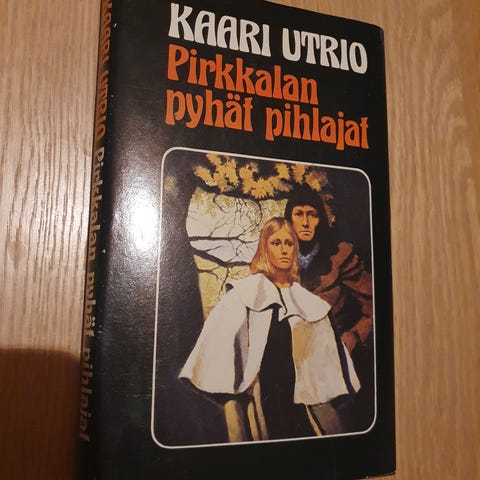 KAARI UTRIO
Pirkkalan
pyhät pihlajat
KAARI UTRIO Pirkkalan pyhät pihlajat